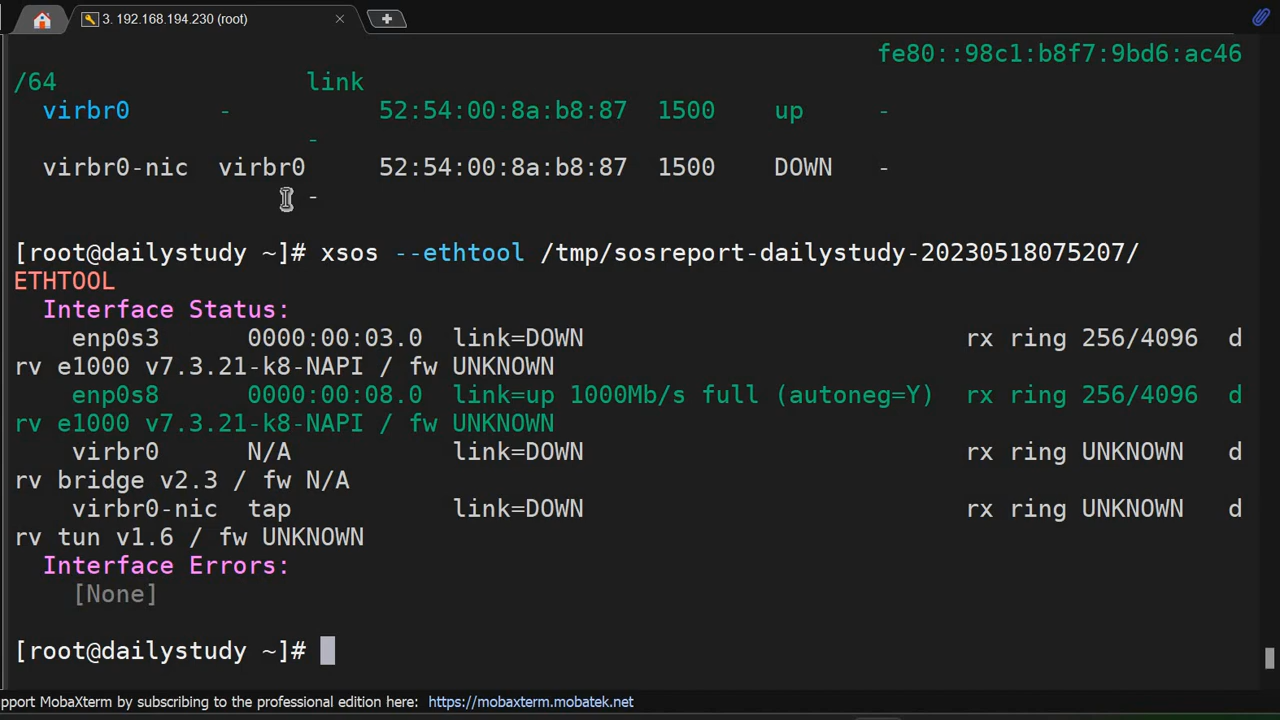 3. 192.168.194.230 (root)
fe80::98c1:b8f7:9bd6:ac46
/64 link
virbr0 - 52:54:00:8a:b8:87 1500 up -
-
virbr0-nic virbr0 52:54:00:8a:b8:87 1500 DOWN -
-
[root@dailystudy ~]# xsos --ethtool /tmp/sosreport-dailystudy-20230518075207/
ETHTOOL
Interface Status:
enp0s3 0000:00:03.0 link=DOWN rx ring 256/4096 d
rv e1000 v7.3.21-k8-NAPI / fw UNKNOWN
enp0s8 0000:00:08.0 link=up 1000Mb/s full (autoneg=Y) rx ring 256/4096 d
rv e1000 v7.3.21-k8-NAPI / fw UNKNOWN
virbr0 N/A link=DOWN rx ring UNKNOWN d
rv bridge v2.3 / fw N/A
virbr0-nic tap link=DOWN rx ring UNKNOWN d
rv tun v1.6 / fw UNKNOWN
Interface Errors:
[None]
[root@dailystudy ~]#
pport MobaXterm by subscribing to the professional edition here: https://mobaxterm.mobatek.net